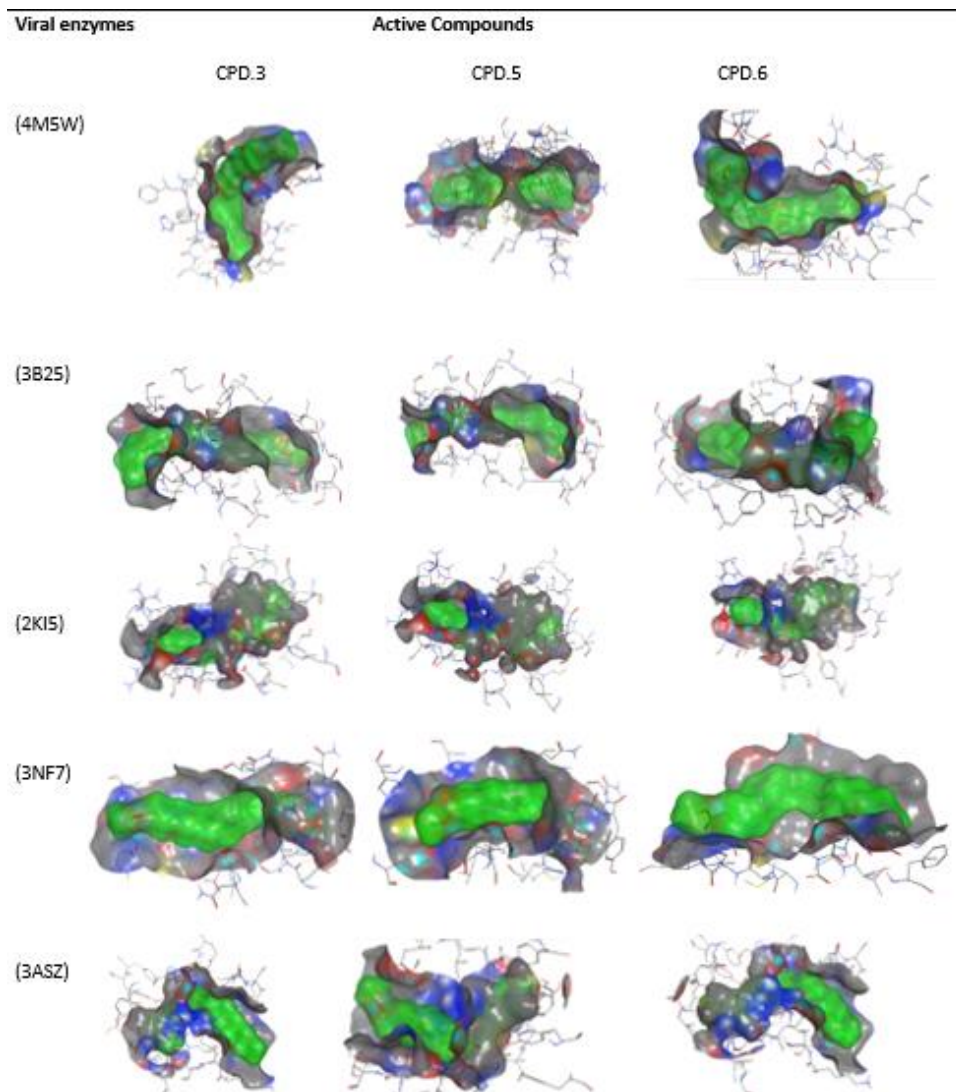 Viral enzymes Active Compounds
CPD.3 CPD.5 CPD.6
(4M5W)
(3B25)
(2KI5)
(3NF7)
(3ASZ)